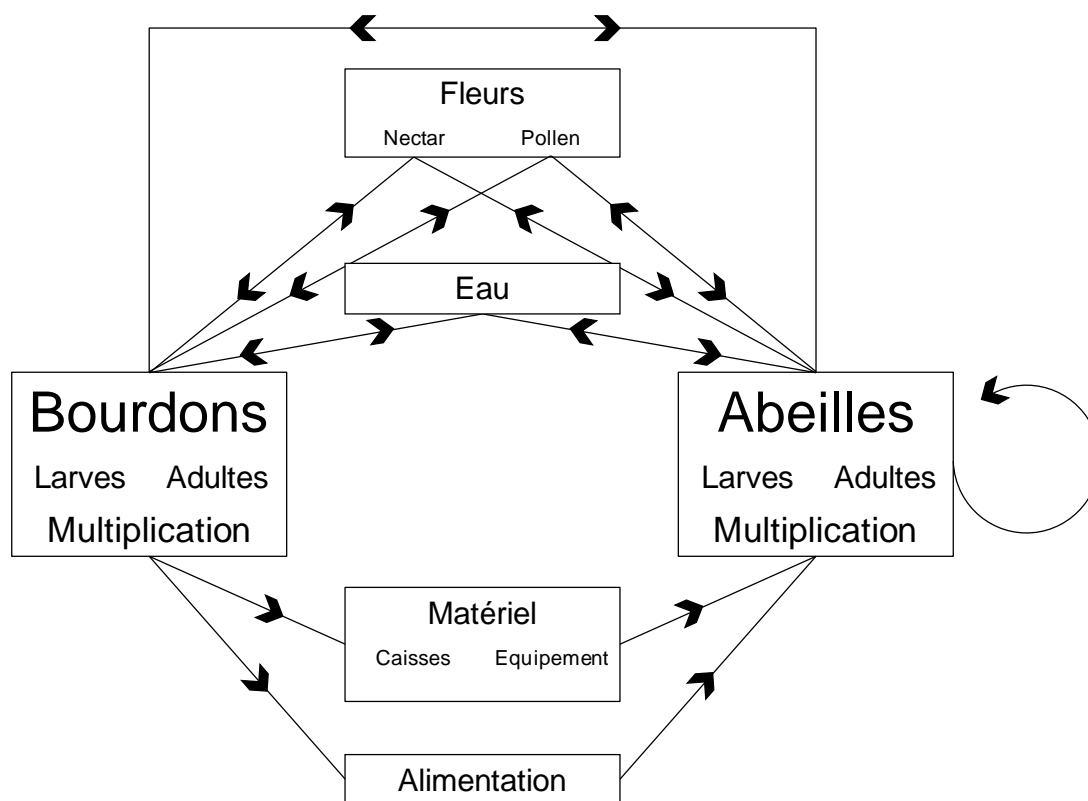 Fleurs
Nectar Pollen
Eau
Bourdons
Larves Adultes
Multiplication
Abeilles
Larves Adultes
Multiplication
Matériel
Caisses Equipement
Alimentation